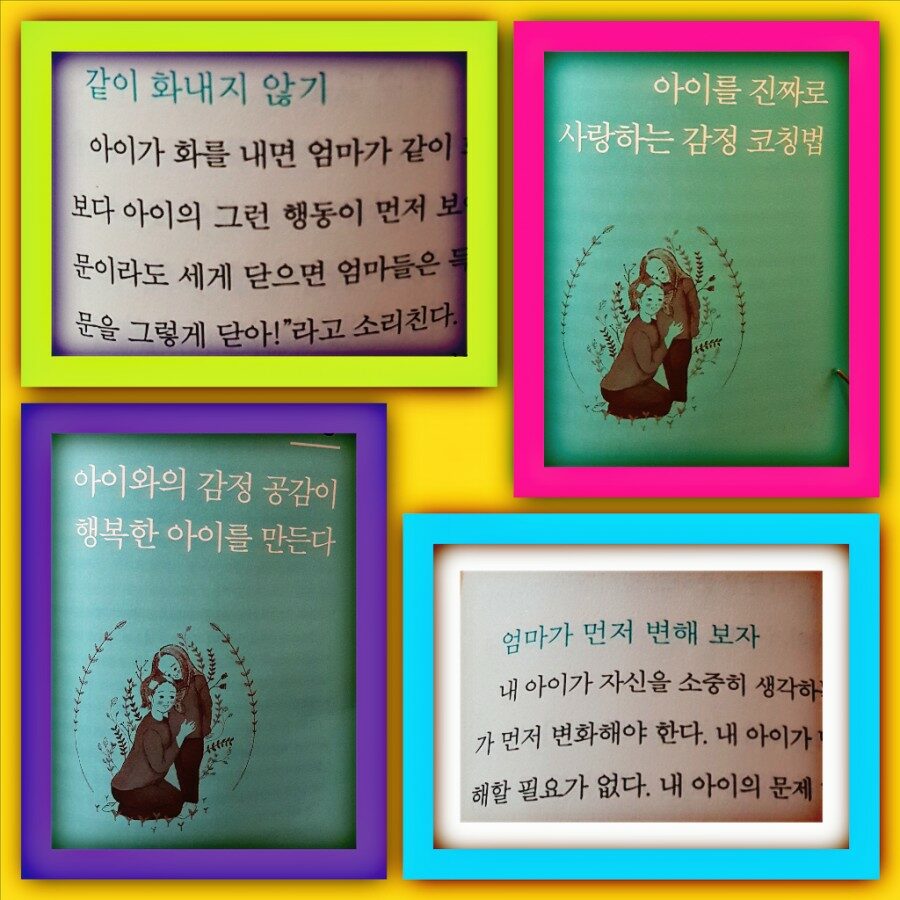 같이 화내지 않기
아이가 화를 내면 엄마가 같이
보다 아이의 그런 행동이 먼저
문이라도 세게 닫으면 엄마들은
문을 그렇게 닫아!”라고 소리친다.
아이를 진짜로
사랑하는 감정 코칭법
아이와의 감정 공감이
행복한 아이를 만든다
엄마가 먼저 변해 보자
내 아이가 자신을 소중히 생각하
가 먼저 변화해야 한다. 내 아이가
해할 필요가 없다. 내 아이의 문제